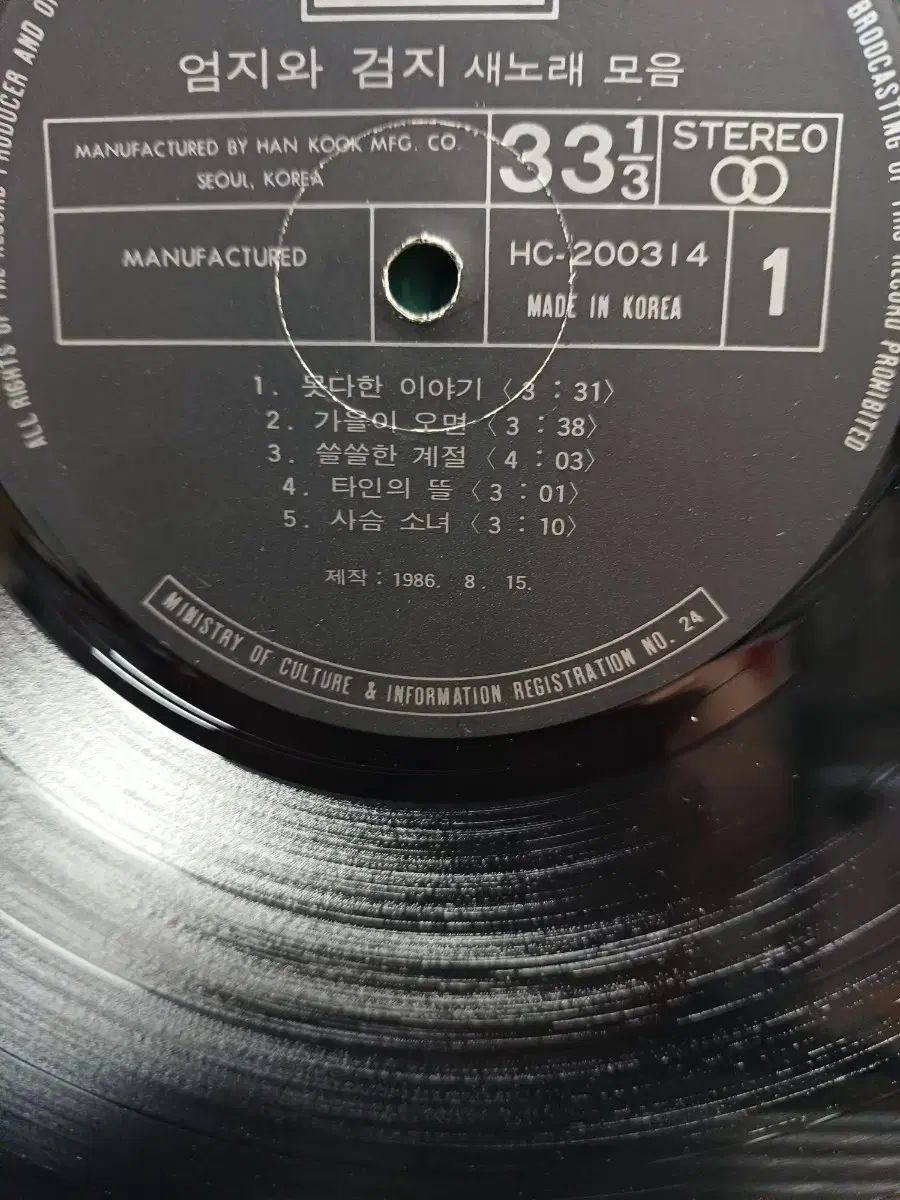 엄지와 검지 새노래 모음
MANUFACTURED BY HAN KOOK MFG. CO.
SEOUL, KOREA
33 1/3
STEREO
MANUFACTURED
HC-200314
MADE IN KOREA
1
1. 못다한 이야기 〈3 : 31〉
2. 가을이 오면 〈3 : 38〉
3. 쓸쓸한 계절 〈4 : 03〉
4. 타인의 뜰 〈3 : 01〉
5. 사슴 소녀 〈3 : 10〉
제작 : 1986. 8. 15.
MINISTRY OF CULTURE & INFORMATION REGISTRATION NO. 24
ALL RIGHTS OF THE RECORD PRODUCER AND
BRODCASTING OF THIS RECORD PROHIBITED